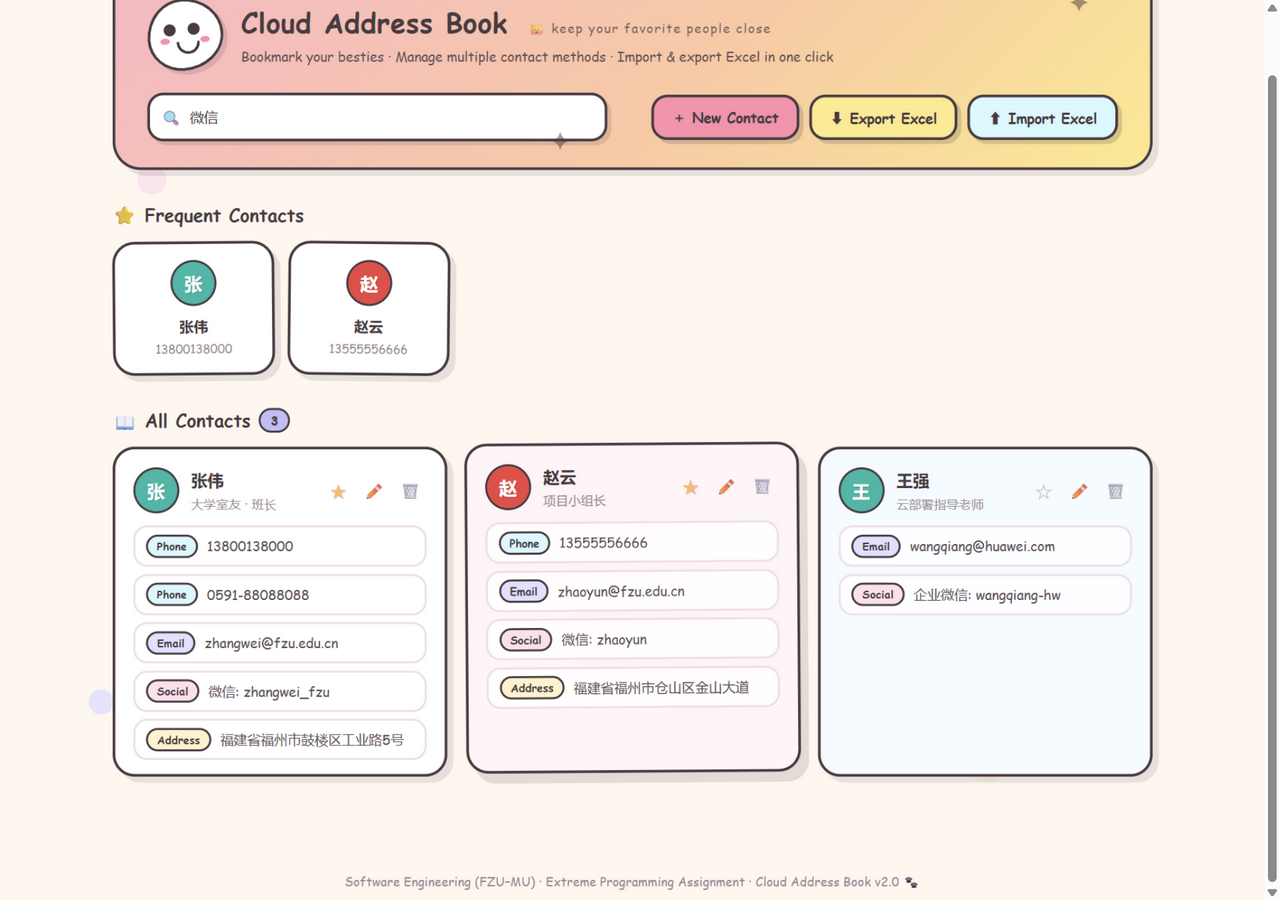 Cloud Address Book
keep your favorite people close
Bookmark your besties · Manage multiple contact methods · Import & export Excel in one click
微信
+ New Contact
⬇ Export Excel
⬆ Import Excel
Frequent Contacts
张
张伟
13800138000
赵
赵云
13555556666
All Contacts 3
张
张伟
大学室友 · 班长
Phone 13800138000
Phone 0591-88088088
Email zhangwei@fzu.edu.cn
Social 微信: zhangwei_fzu
Address 福建省福州市鼓楼区工业路5号
赵
赵云
项目小组长
Phone 13555556666
Email zhaoyun@fzu.edu.cn
Social 微信: zhaoyun
Address 福建省福州市仓山区金山大道
王
王强
云部署指导老师
Email wangqiang@huawei.com
Social 企业微信: wangqiang-hw
Software Engineering (FZU-MU) · Extreme Programming Assignment · Cloud Address Book v2.0 🐾